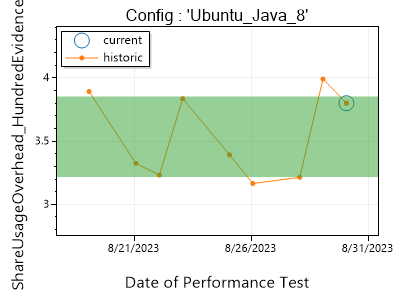 Config : 'Ubuntu_Java_8'
current
historic
ShareUsageOverhead_HundredEvidence
4
3.5
3
8/21/2023
8/26/2023
8/31/2023
Date of Performance Test